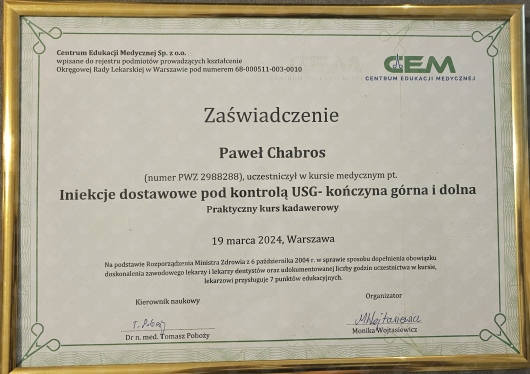 Centrum Edukacji Medycznej Sp. z o.o.
wpisane do rejestru podmiotów prowadzących kształcenie
Okręgowej Rady Lekarskiej w Warszawie pod numerem 68-000511-003-0010
CEM
CENTRUM EDUKACJI MEDYCZNEJ
Zaświadczenie
Paweł Chabros
(numer PWZ 2988288), uczestniczył w kursie medycznym pt.
Iniekcje dostawowe pod kontrolą USG- kończyna górna i dolna
Praktyczny kurs kadawerowy
19 marca 2024, Warszawa
Na podstawie Rozporządzenia Ministra Zdrowia z 6 października 2004 r. w sprawie sposobu dopełnienia obowiązku
doskonalenia zawodowego lekarzy i lekarzy dentystów oraz udokumentowanej liczby godzin uczestnictwa w kursie,
lekarzowi przysługuje 7 punktów edukacyjnych.
Kierownik naukowy
Organizator
T. Poboży
MWojtasiewicz
Dr n. med. Tomasz Poboży
Monika Wojtasiewicz